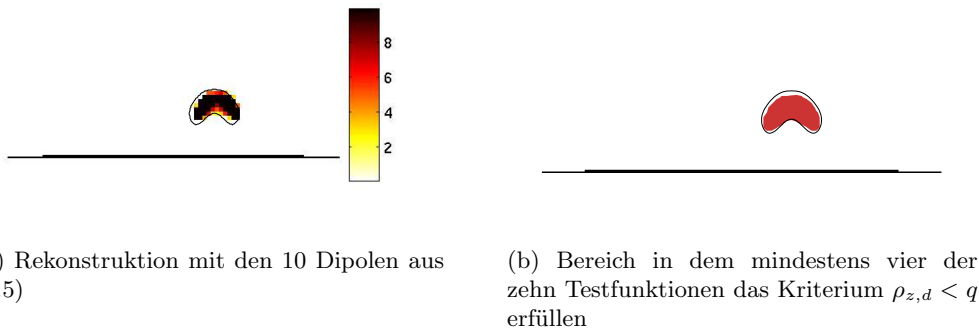 8
6
4
2
) Rekonstruktion mit den 10 Dipolen aus
.5)
(b) Bereich in dem mindestens vier der
zehn Testfunktionen das Kriterium ρz,d < q
erfüllen